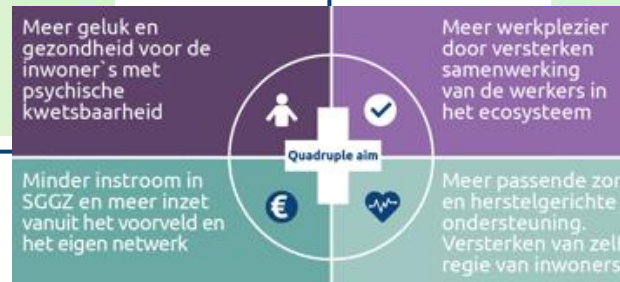 Meer geluk en
gezondheid voor de
inwoner`s met
psychische
kwetsbaarheid
Meer werkplezier
door versterken
samenwerking
van de werkers in
het ecosysteem
Quadruple aim
Minder instroom in
SGGZ en meer inzet
vanuit het voorveld en
het eigen netwerk
€
Meer passende zor
en herstelgerichte
ondersteuning.
Versterken van zelf
regie van inwoners